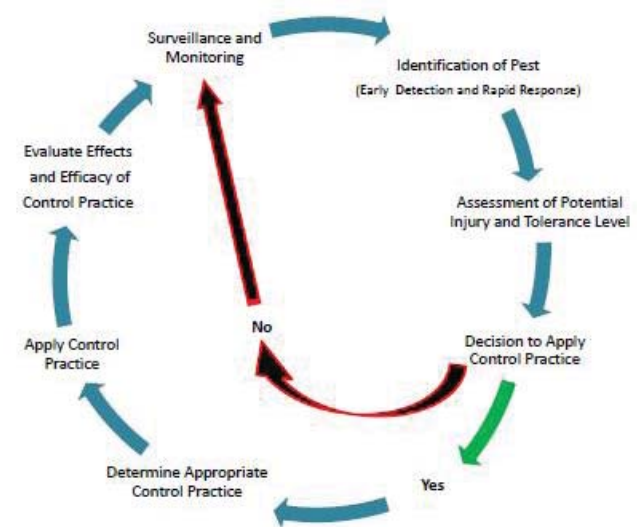 Surveillance and
Monitoring
Identification of Pest
(Early Detection and Rapid Response)
Assessment of Potential
Injury and Tolerance Level
Decision to Apply
Control Practice
No
Yes
Determine Appropriate
Control Practice
Apply Control
Practice
Evaluate Effects
and Efficacy of
Control Practice